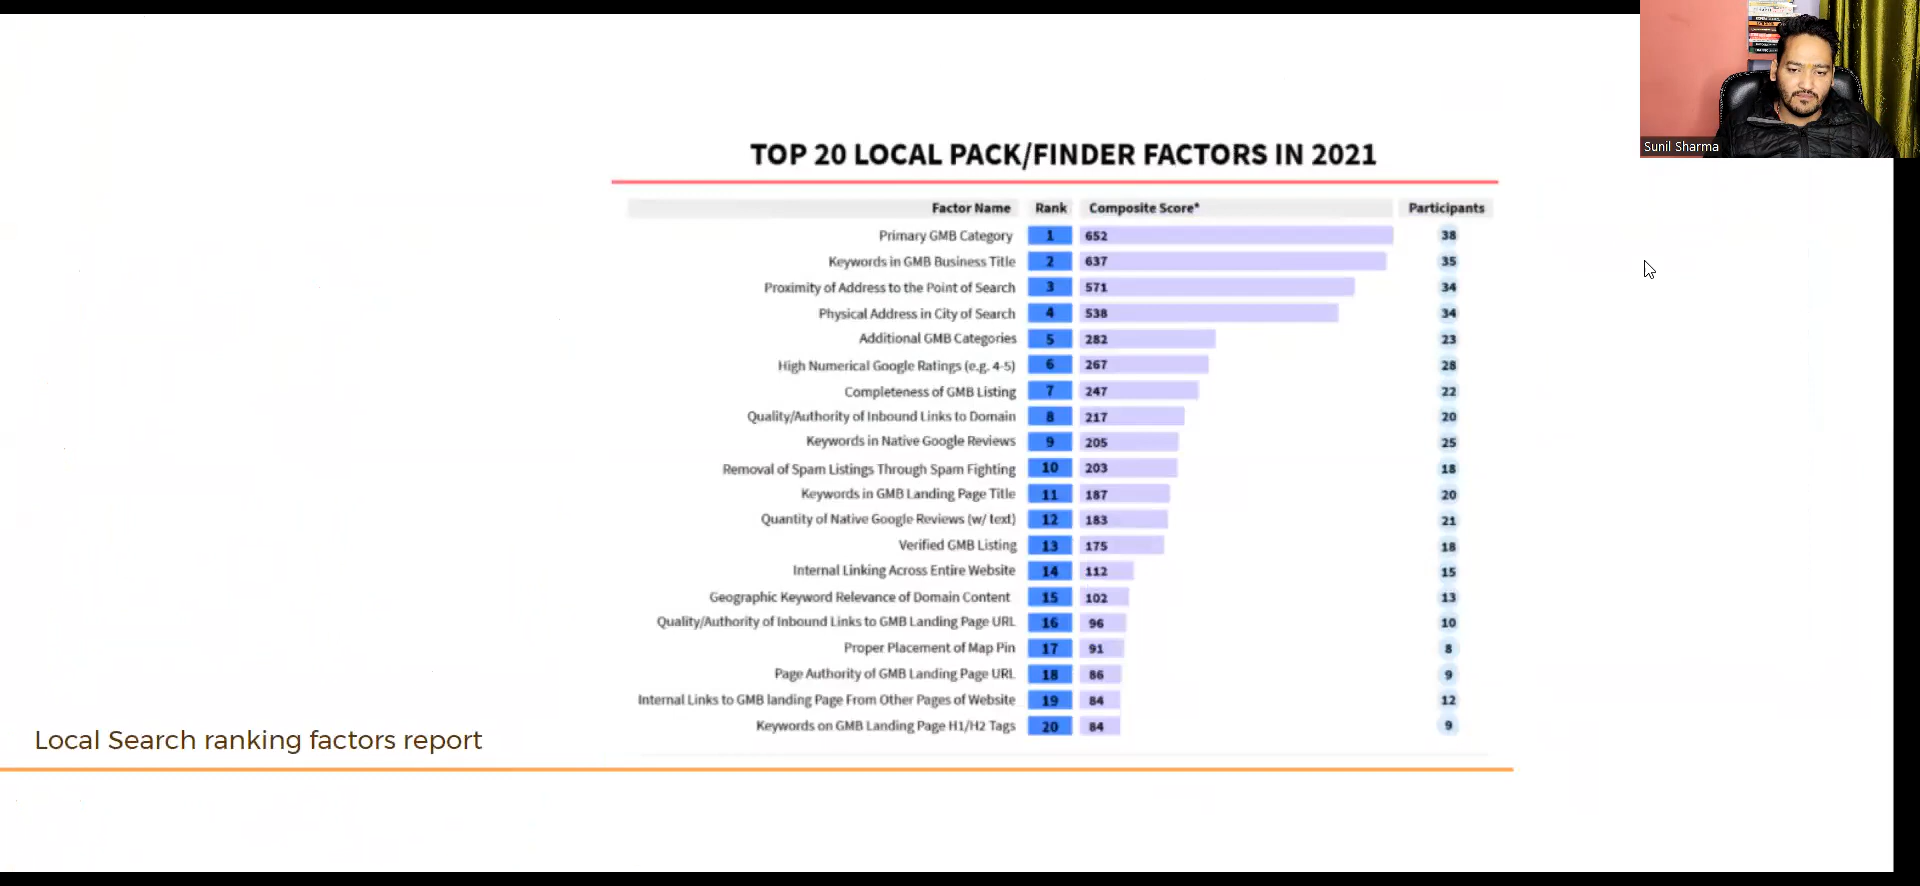 Sunil Sharma
TOP 20 LOCAL PACK/FINDER FACTORS IN 2021
Factor Name Rank Composite Score* Participants
Primary GMB Category 1 652 38
Keywords in GMB Business Title 2 637 35
Proximity of Address to the Point of Search 3 571 34
Physical Address in City of Search 4 538 34
Additional GMB Categories 5 282 23
High Numerical Google Ratings (e.g. 4-5) 6 267 28
Completeness of GMB Listing 7 247 22
Quality/Authority of Inbound Links to Domain 8 217 20
Keywords in Native Google Reviews 9 205 25
Removal of Spam Listings Through Spam Fighting 10 203 18
Keywords in GMB Landing Page Title 11 187 20
Quantity of Native Google Reviews (w/ text) 12 183 21
Verified GMB Listing 13 175 18
Internal Linking Across Entire Website 14 112 15
Geographic Keyword Relevance of Domain Content 15 102 13
Quality/Authority of Inbound Links to GMB Landing Page URL 16 96 10
Proper Placement of Map Pin 17 91 8
Page Authority of GMB Landing Page URL 18 86 9
Internal Links to GMB landing Page From Other Pages of Website 19 84 12
Keywords on GMB Landing Page H1/H2 Tags 20 84 9
Local Search ranking factors report